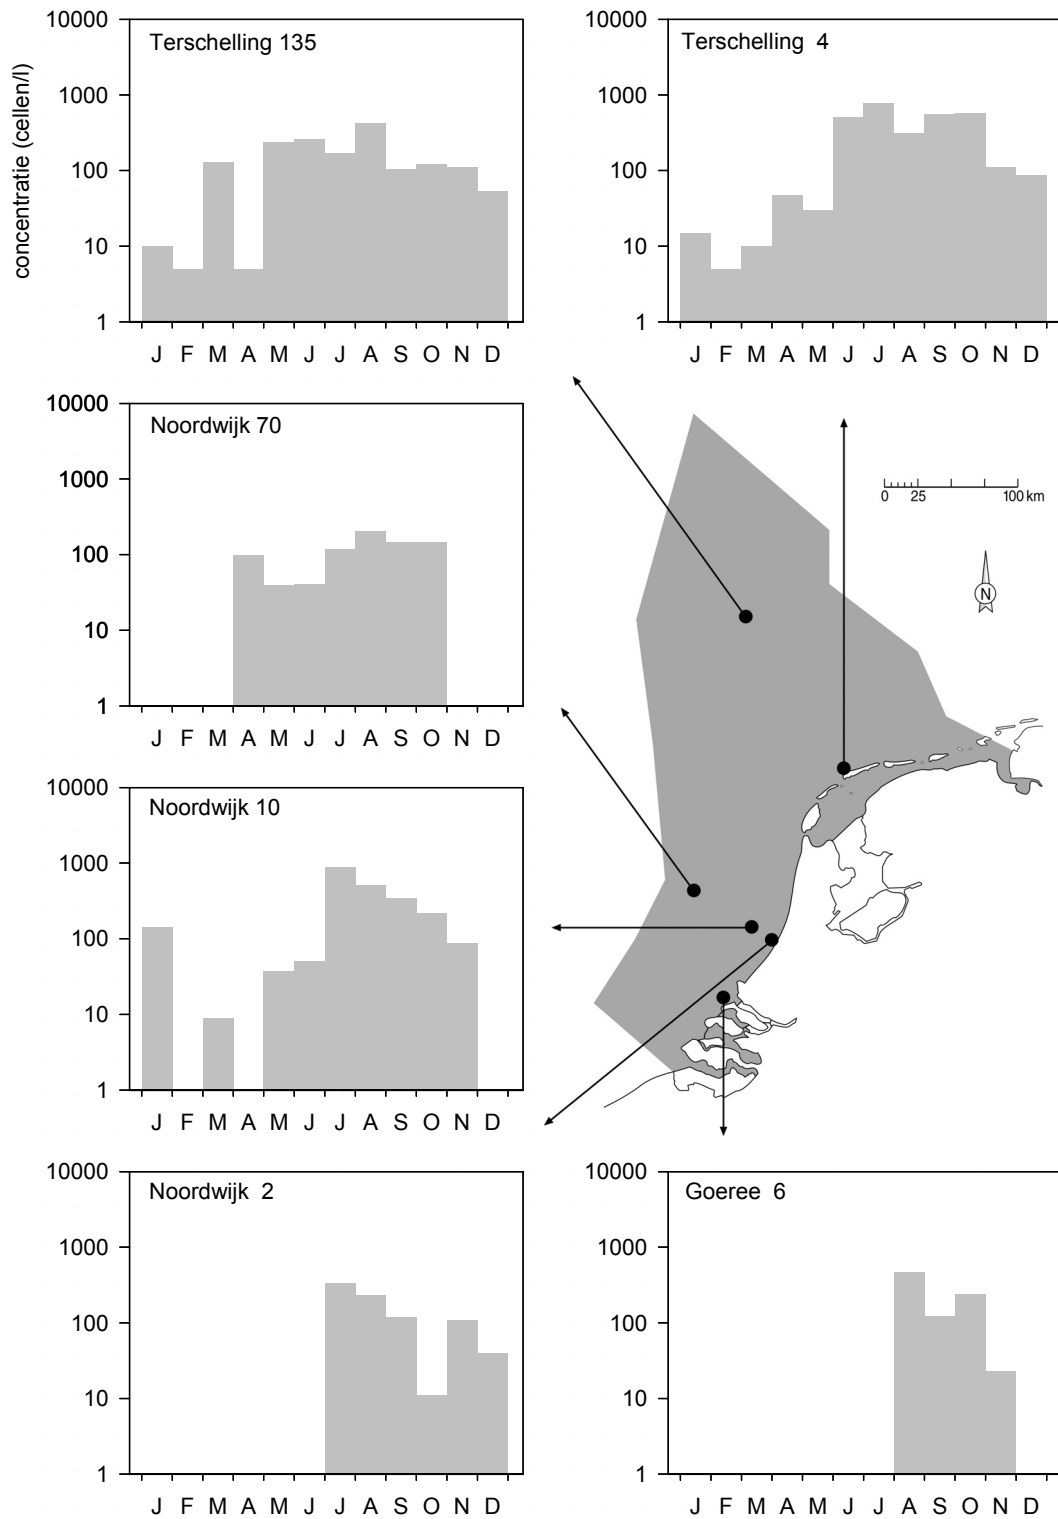 concentratie (cellen/l)
Terschelling 135
10000
1000
100
10
1
J F M A M J J A S O N D
Terschelling 4
10000
1000
100
10
1
J F M A M J J A S O N D
Noordwijk 70
10000
1000
100
10
1
J F M A M J J A S O N D
0 25 100 km
N
Noordwijk 10
10000
1000
100
10
1
J F M A M J J A S O N D
Noordwijk 2
10000
1000
100
10
1
J F M A M J J A S O N D
Goeree 6
10000
1000
100
10
1
J F M A M J J A S O N D